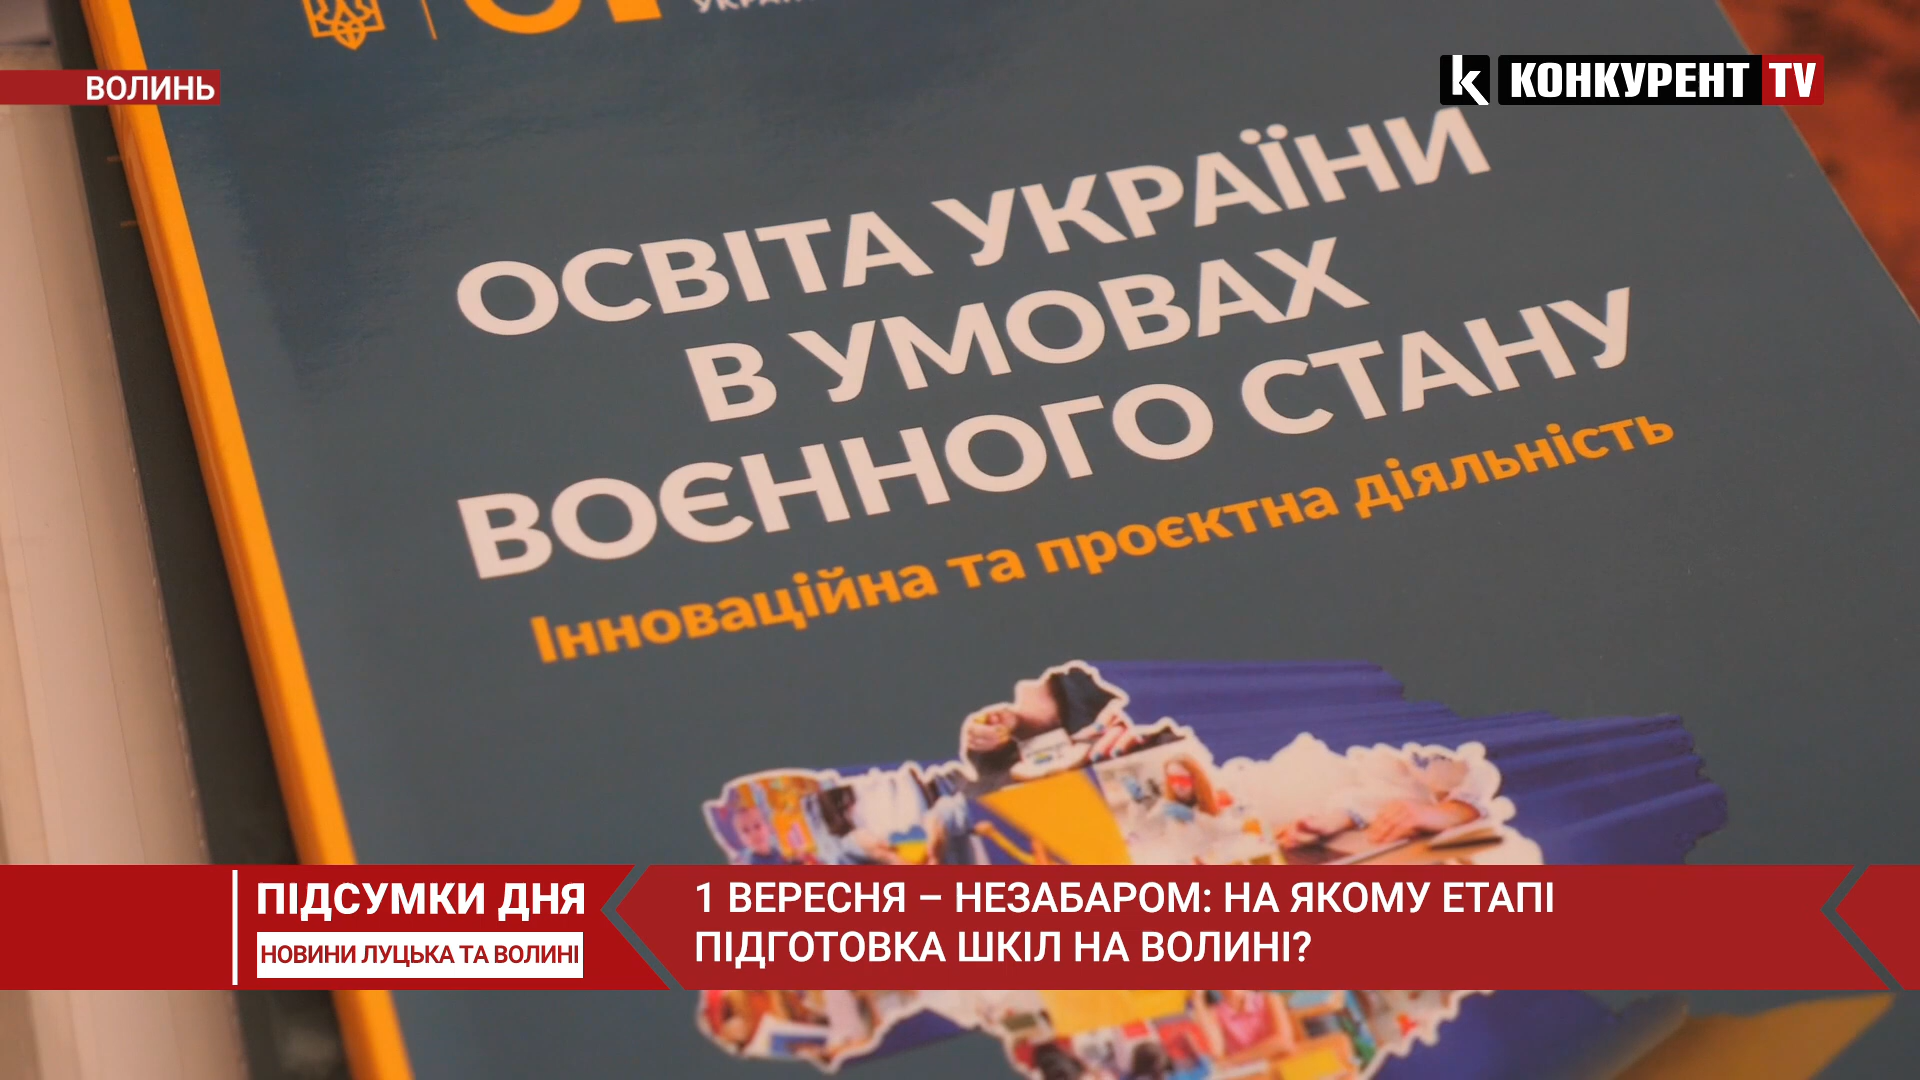 ВОЛИНЬ
k КОНКУРЕНТ TV
ОСВІТА УКРАЇНИ
В УМОВАХ
ВОЄННОГО СТАНУ
Інноваційна та проєктна діяльність
ПІДСУМКИ ДНЯ
НОВИНИ ЛУЦЬКА ТА ВОЛИНІ
1 ВЕРЕСНЯ – НЕЗАБАРОМ: НА ЯКОМУ ЕТАПІ
ПІДГОТОВКА ШКІЛ НА ВОЛИНІ?